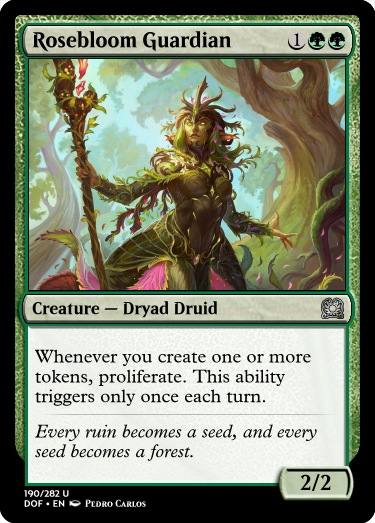 Rosebloom Guardian 1
Creature — Dryad Druid
Whenever you create one or more
tokens, proliferate. This ability
triggers only once each turn.
Every ruin becomes a seed, and every
seed becomes a forest.
2/2
190/282 U
DOF • EN Pedro Carlos